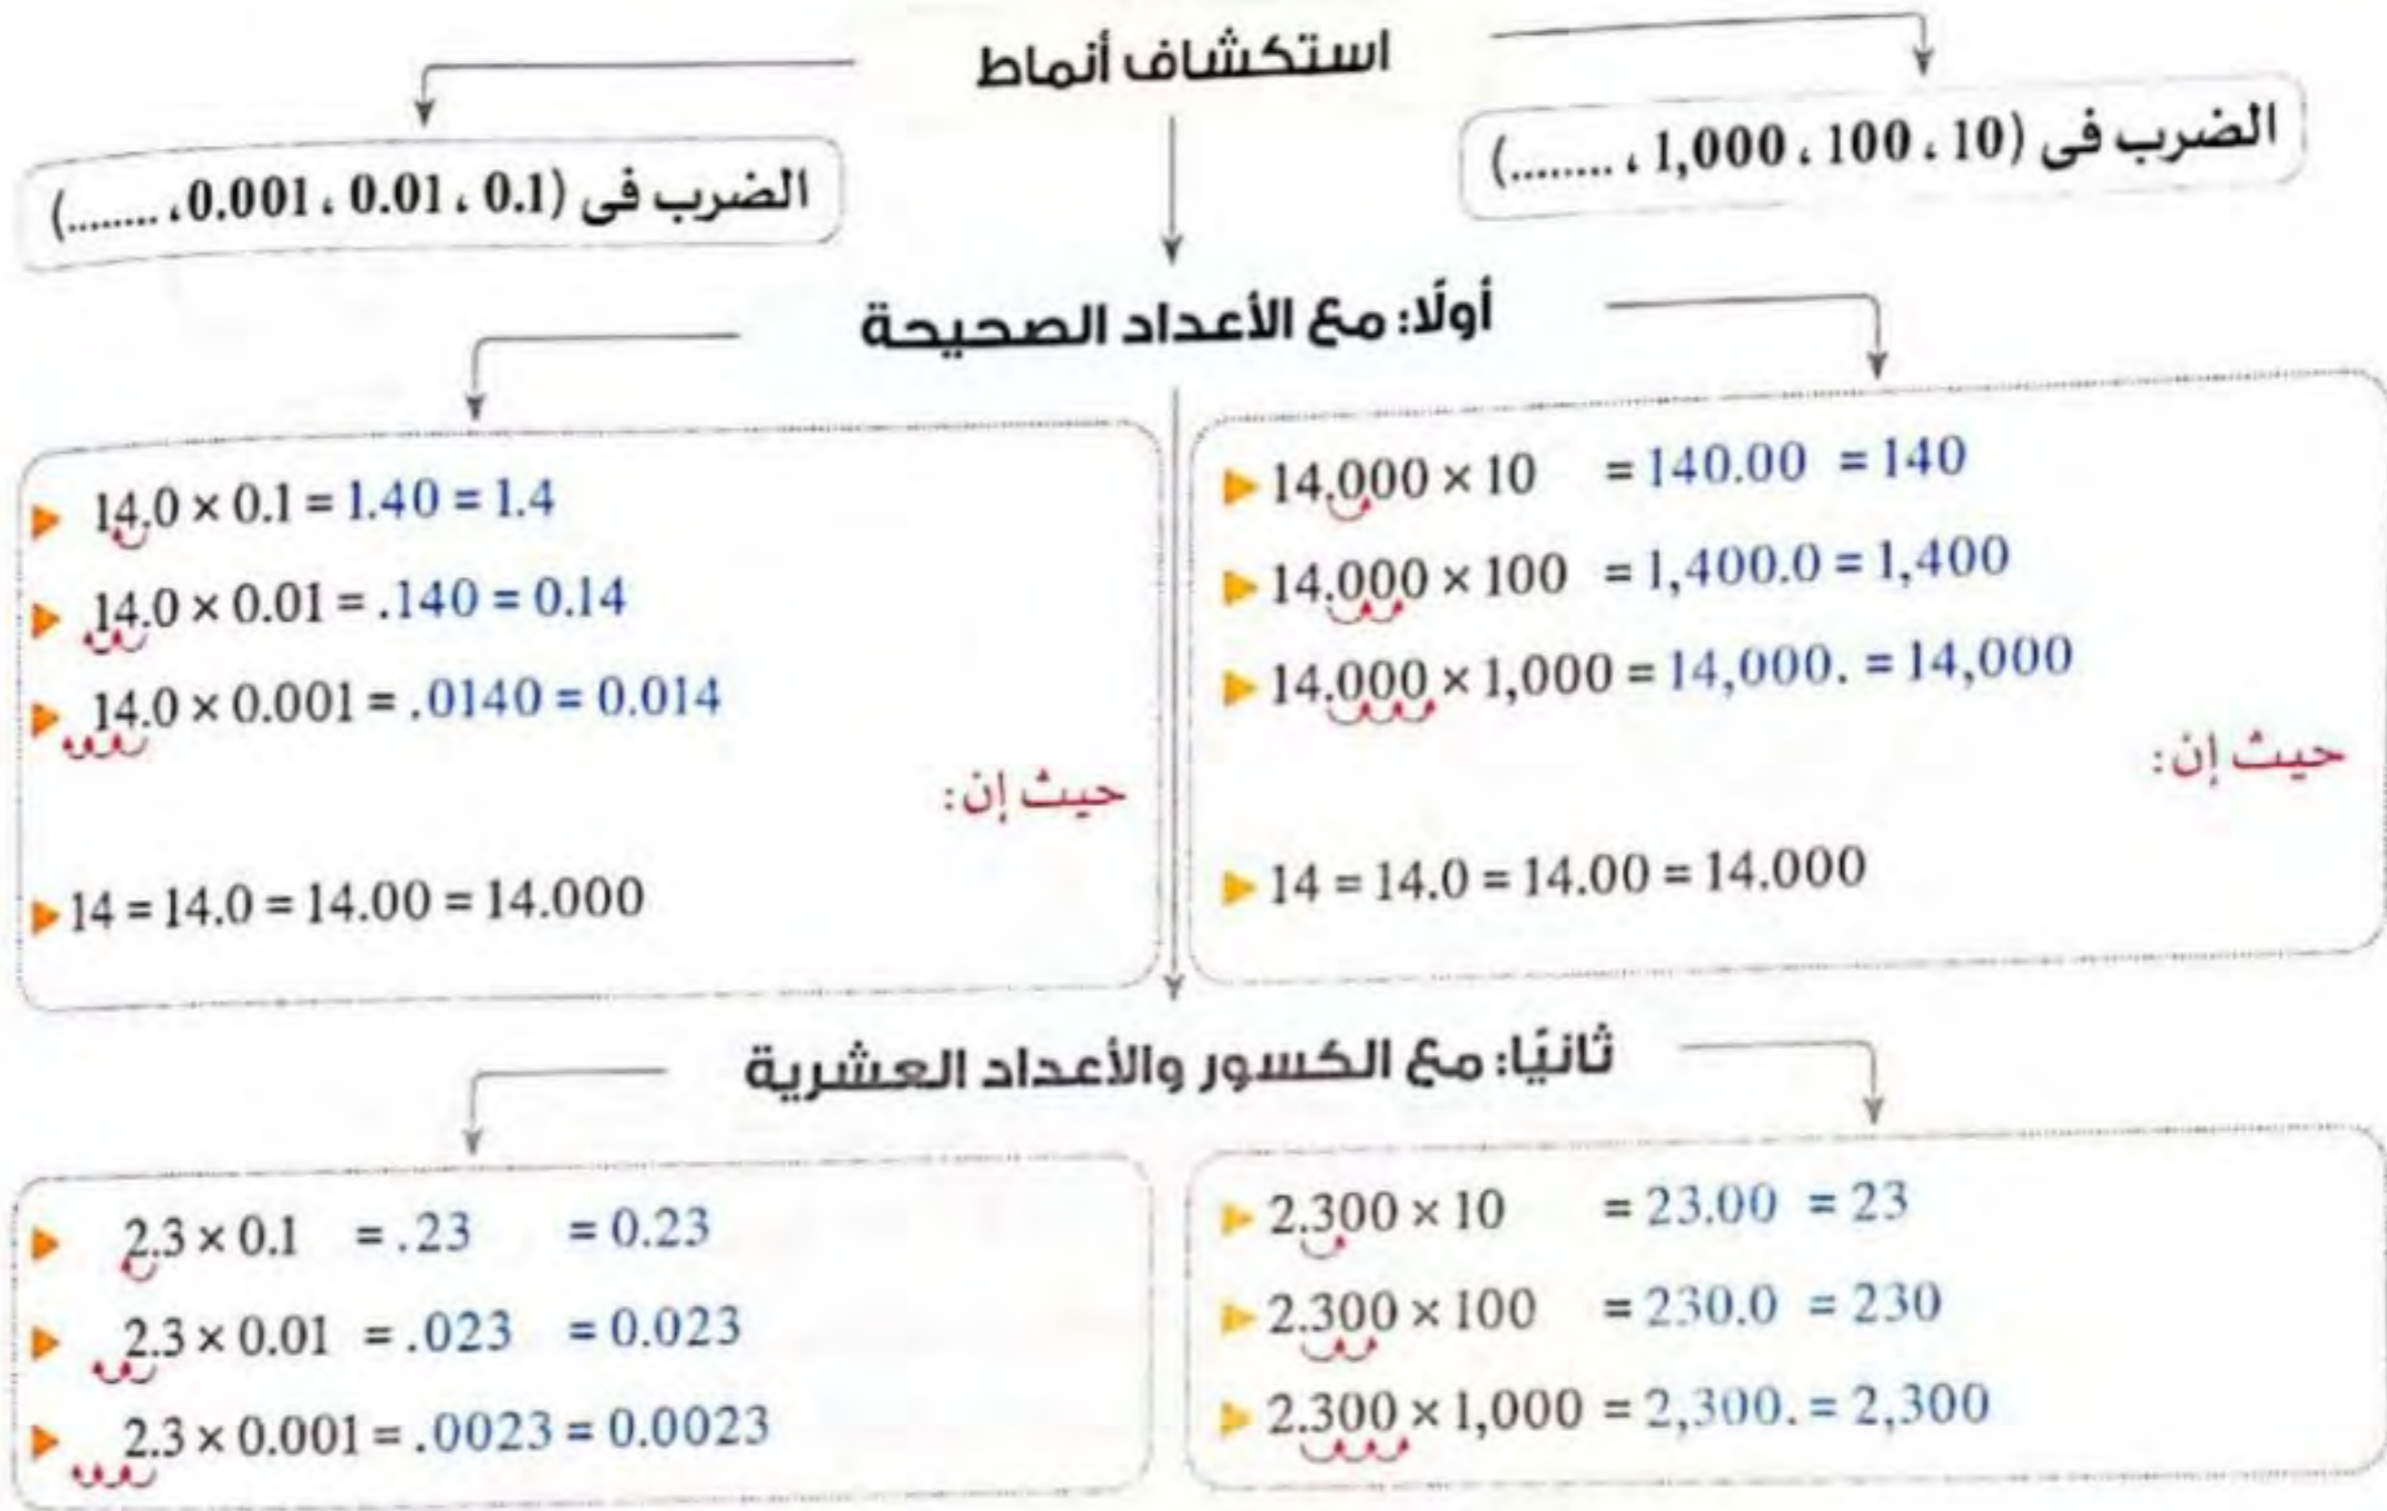 استكشاف أنماط
الضرب فى (10 ، 100 ، 1,000 ، ........)
الضرب فى (0.1 ، 0.01 ، 0.001 ، ........)
أولًا: مع الأعداد الصحيحة
14.000 × 10 = 140.00 = 140
14.000 × 100 = 1,400.0 = 1,400
14.000 × 1,000 = 14,000. = 14,000
حيث إن:
14 = 14.0 = 14.00 = 14.000
14.0 × 0.1 = 1.40 = 1.4
14.0 × 0.01 = .140 = 0.14
14.0 × 0.001 = .0140 = 0.014
حيث إن:
14 = 14.0 = 14.00 = 14.000
ثانيًا: مع الكسور والأعداد العشرية
2.300 × 10 = 23.00 = 23
2.300 × 100 = 230.0 = 230
2.300 × 1,000 = 2,300. = 2,300
2.3 × 0.1 = .23 = 0.23
2.3 × 0.01 = .023 = 0.023
2.3 × 0.001 = .0023 = 0.0023